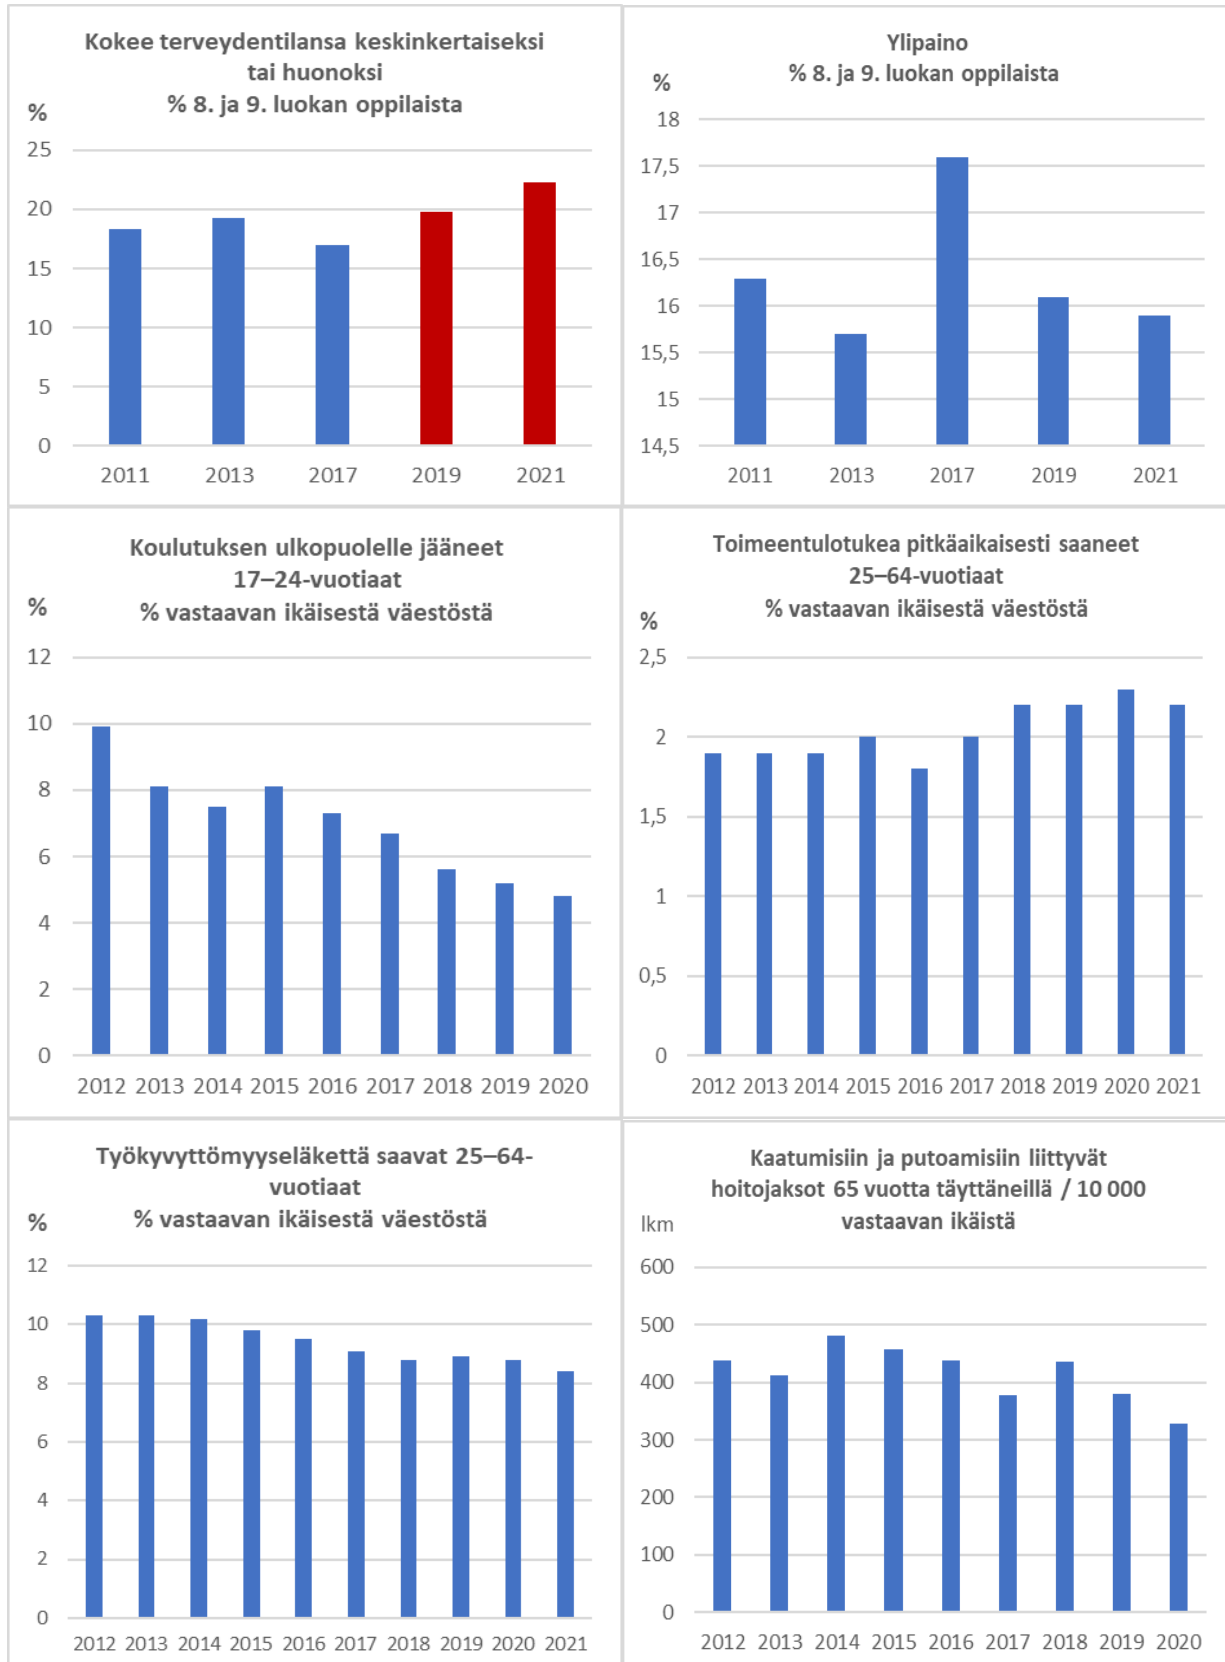 Kokee terveydentilansa keskinkertaiseksi
tai huonoksi
% 8. ja 9. luokan oppilaista
%
25
20
15
10
5
0
2011 2013 2017 2019 2021
Ylipaino
% 8. ja 9. luokan oppilaista
%
18
17,5
17
16,5
16
15,5
15
14,5
2011 2013 2017 2019 2021
Koulutuksen ulkopuolelle jääneet
17–24-vuotiaat
% vastaavan ikäisestä väestöstä
%
12
10
8
6
4
2
0
2012 2013 2014 2015 2016 2017 2018 2019 2020
Toimeentulotukea pitkäaikaisesti saaneet
25–64-vuotiaat
% vastaavan ikäisestä väestöstä
%
2,5
2
1,5
1
0,5
0
2012 2013 2014 2015 2016 2017 2018 2019 2020 2021
Työkyvyttömyyseläkettä saavat 25–64-
vuotiaat
% vastaavan ikäisestä väestöstä
%
12
10
8
6
4
2
0
2012 2013 2014 2015 2016 2017 2018 2019 2020 2021
Kaatumisiin ja putoamisiin liittyvät
hoitojaksot 65 vuotta täyttäneillä / 10 000
vastaavan ikäistä
lkm
600
500
400
300
200
100
0
2012 2013 2014 2015 2016 2017 2018 2019 2020